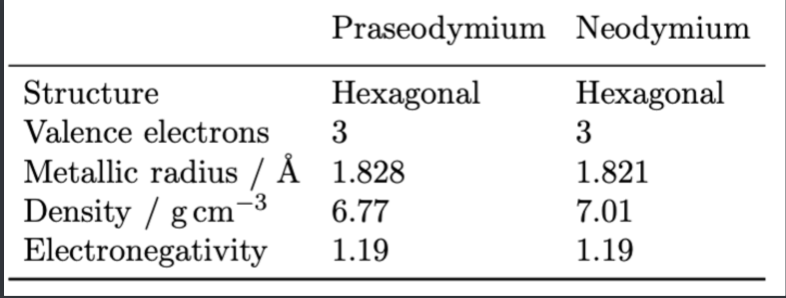 Praseodymium Neodymium
Structure Hexagonal Hexagonal
Valence electrons 3 3
Metallic radius / Å 1.828 1.821
Density / g cm⁻³ 6.77 7.01
Electronegativity 1.19 1.19